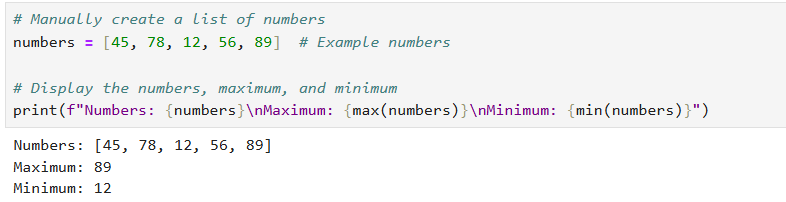 # Manually create a list of numbers
numbers = [45, 78, 12, 56, 89]  # Example numbers
# Display the numbers, maximum, and minimum
print(f"Numbers: {numbers}\nMaximum: {max(numbers)}\nMinimum: {min(numbers)}")
Numbers: [45, 78, 12, 56, 89]
Maximum: 89
Minimum: 12